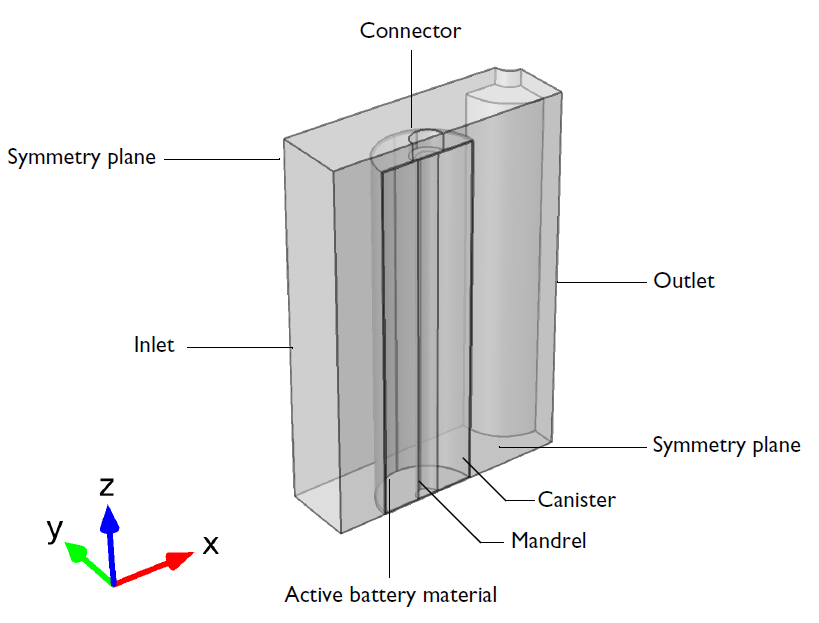 Connector
Symmetry plane
Outlet
Inlet
Symmetry plane
Canister
Mandrel
Active battery material
z
y
x